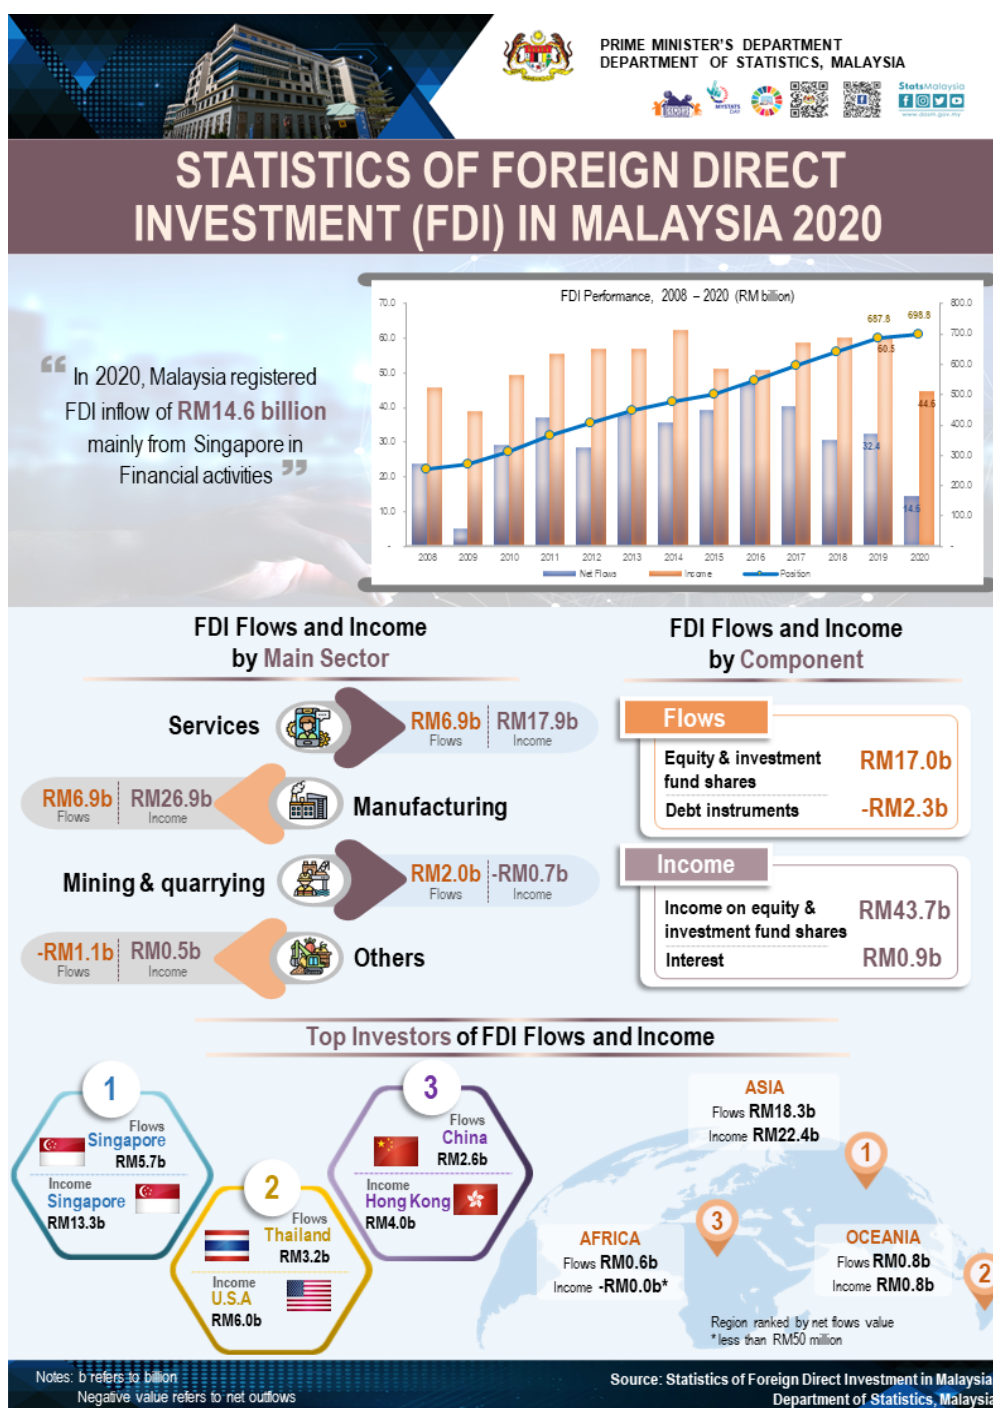 PRIME MINISTER'S DEPARTMENT
DEPARTMENT OF STATISTICS, MALAYSIA
MYSTATS
DAY
StatsMalaysia
www.dosm.gov.my
STATISTICS OF FOREIGN DIRECT
INVESTMENT (FDI) IN MALAYSIA 2020
In 2020, Malaysia registered
FDI inflow of RM14.6 billion
mainly from Singapore in
Financial activities
FDI Performance, 2008 – 2020 (RM billion)
70.0
60.0
50.0
40.0
30.0
20.0
10.0
-
800.0
700.0
600.0
500.0
400.0
300.0
200.0
100.0
-
687.8 698.8
60.5
44.6
32.4
14.6
2008 2009 2010 2011 2012 2013 2014 2015 2016 2017 2018 2019 2020
Net Flows Income Position
FDI Flows and Income
by Main Sector
Services
RM6.9b RM17.9b
Flows Income
RM6.9b RM26.9b
Flows Income
Manufacturing
Mining & quarrying
RM2.0b -RM0.7b
Flows Income
-RM1.1b RM0.5b
Flows Income
Others
FDI Flows and Income
by Component
Flows
Equity & investment
fund shares
RM17.0b
Debt instruments -RM2.3b
Income
Income on equity &
investment fund shares
RM43.7b
Interest RM0.9b
Top Investors of FDI Flows and Income
1
Flows
Singapore
RM5.7b
Income
Singapore
RM13.3b
2
Flows
Thailand
RM3.2b
Income
U.S.A
RM6.0b
3
Flows
China
RM2.6b
Income
Hong Kong
RM4.0b
ASIA
Flows RM18.3b
Income RM22.4b
1
3
AFRICA
Flows RM0.6b
Income -RM0.0b*
OCEANIA
Flows RM0.8b
Income RM0.8b
2
Region ranked by net flows value
*less than RM50 million
Notes: b refers to billion
Negative value refers to net outflows
Source: Statistics of Foreign Direct Investment in Malaysia
Department of Statistics, Malaysia